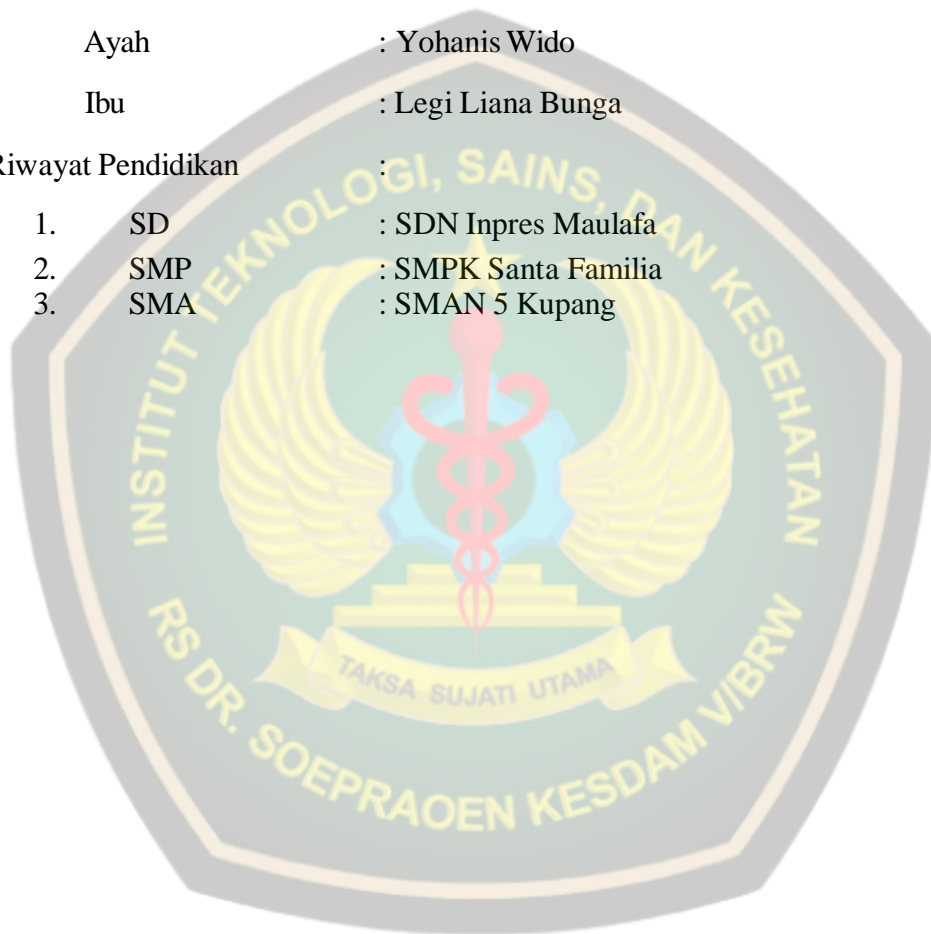 Ayah : Yohanis Wido
Ibu : Legi Liana Bunga
Riwayat Pendidikan :
1. SD : SDN Inpres Maulafa
2. SMP : SMPK Santa Familia
3. SMA : SMAN 5 Kupang
INSTITUT TEKNOLOGI, SAINS, DAN KESEHATAN
TAKSA SUJATI UTAMA
RS DR. SOEPRAOEN KESDAM V/BRW